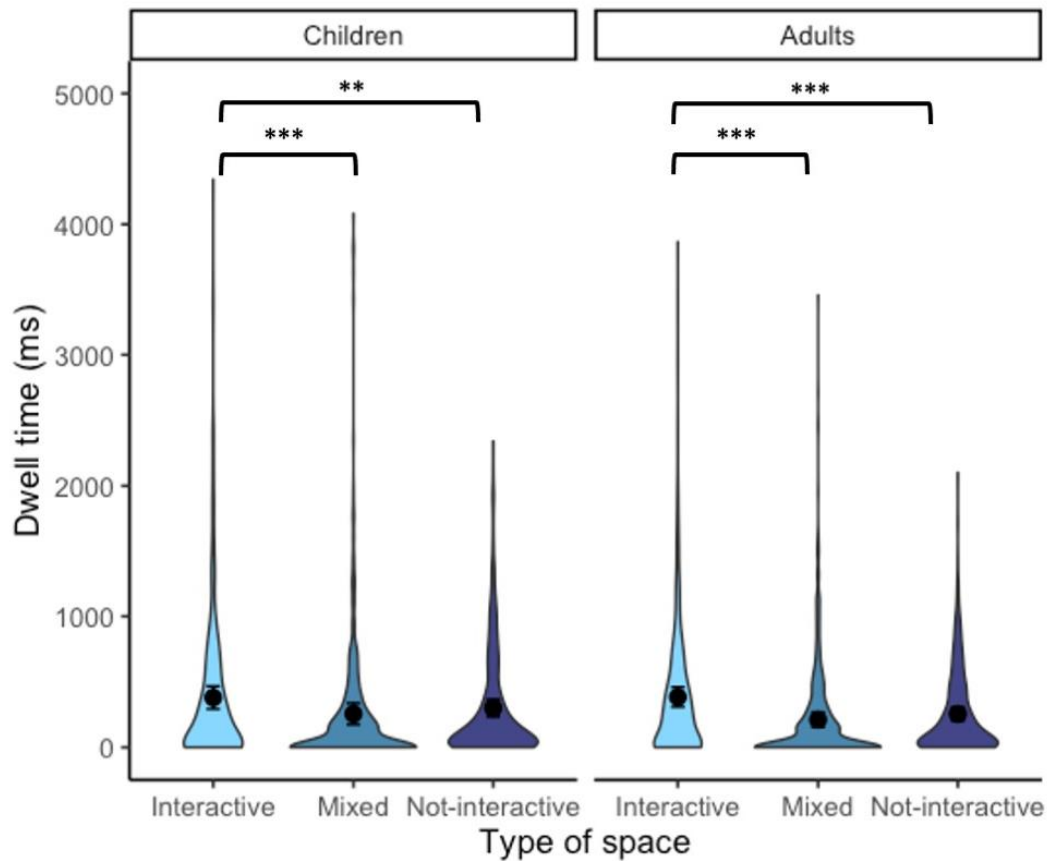 Children
Adults
5000
4000
3000
2000
1000
0
**
***
***
***
Dwell time (ms)
Interactive Mixed Not-interactive
Interactive Mixed Not-interactive
Type of space